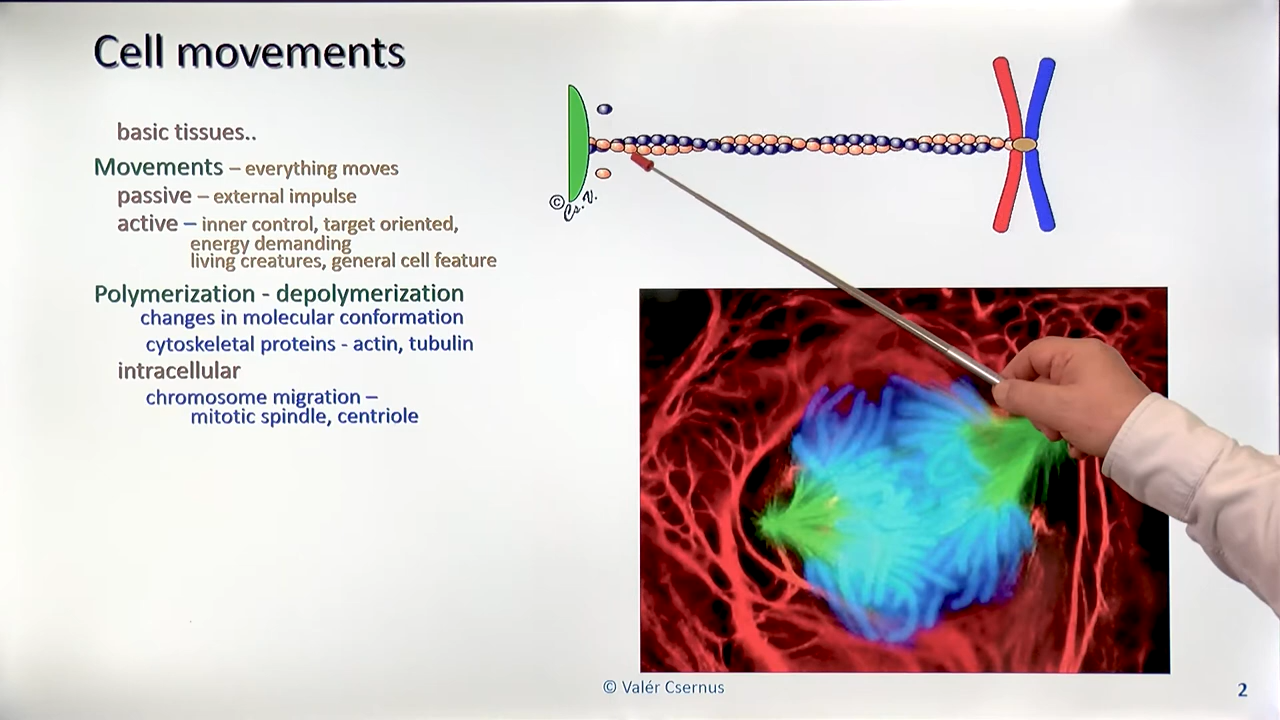 Cell movements
basic tissues..
Movements – everything moves
passive – external impulse
active – inner control, target oriented,
energy demanding
living creatures, general cell feature
Polymerization - depolymerization
changes in molecular conformation
cytoskeletal proteins - actin, tubulin
intracellular
chromosome migration –
mitotic spindle, centriole
© Cs.V.
© Valér Csernus
2